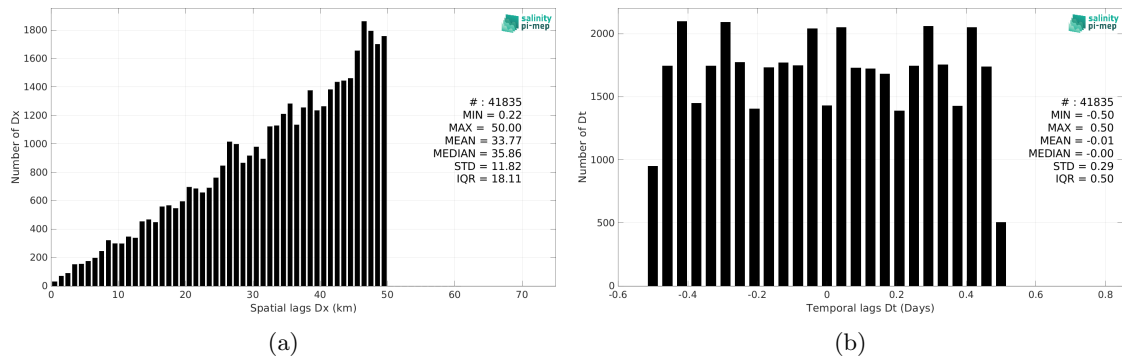 salinity
pi-mep
1800
1600
1400
1200
1000
800
600
400
200
0
Number of Dx
# : 41835
MIN = 0.22
MAX = 50.00
MEAN = 33.77
MEDIAN = 35.86
STD = 11.82
IQR = 18.11
0 10 20 30 40 50 60 70
Spatial lags Dx (km)
(a)
salinity
pi-mep
2000
1500
1000
500
0
Number of Dt
# : 41835
MIN = -0.50
MAX = 0.50
MEAN = -0.01
MEDIAN = -0.00
STD = 0.29
IQR = 0.50
-0.6 -0.4 -0.2 0 0.2 0.4 0.6 0.8
Temporal lags Dt (Days)
(b)